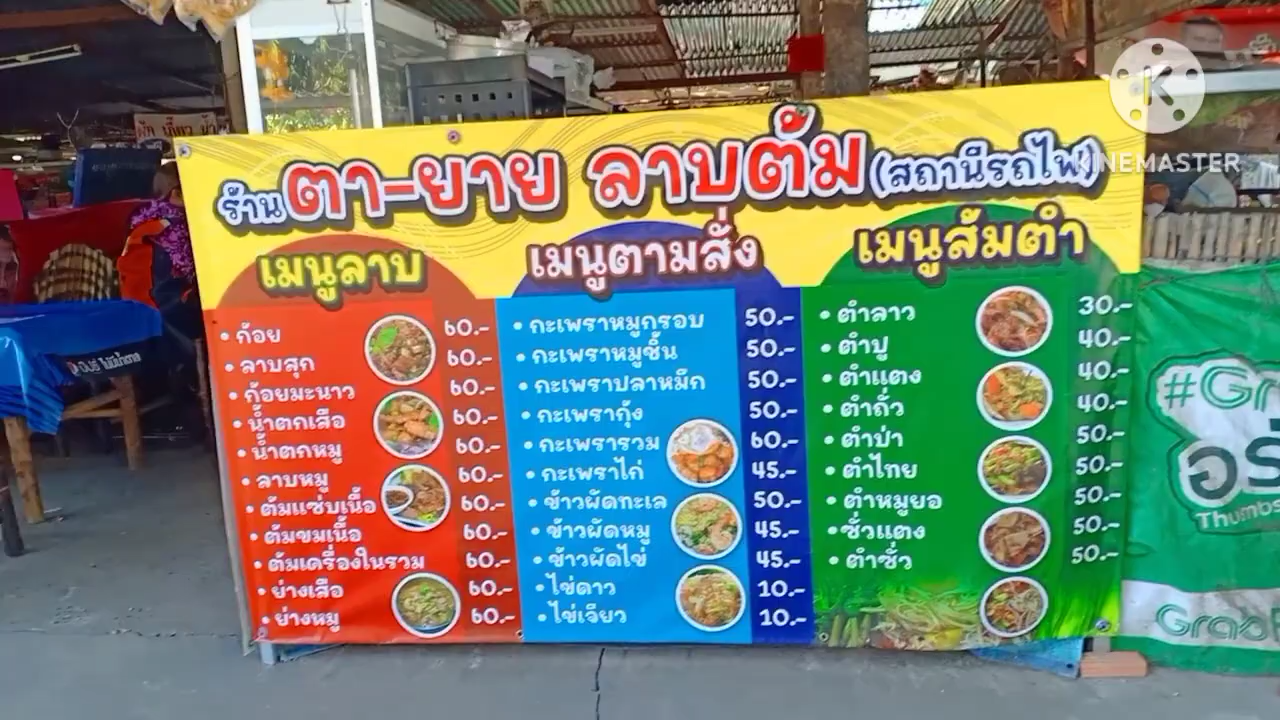 KINEMASTER
ร้านตา-ยาย ลาบต้ม (สถานีรถไฟ)
เมนูลาบ
• ก้อย 60.-
• ลาบสุก 60.-
• ก้อยมะนาว 60.-
• น้ำตกเสือ 60.-
• น้ำตกหมู 60.-
• ลาบหมู 60.-
• ต้มแซ่บเนื้อ 60.-
• ต้มขมเนื้อ 60.-
• ต้มเครื่องในรวม 60.-
• ย่างเสือ 60.-
• ย่างหมู 60.-
เมนูตามสั่ง
• กะเพราหมูกรอบ 50.-
• กะเพราหมูชิ้น 50.-
• กะเพราปลาหมึก 50.-
• กะเพรากุ้ง 50.-
• กะเพรารวม 60.-
• กะเพราไก่ 45.-
• ข้าวผัดทะเล 50.-
• ข้าวผัดหมู 45.-
• ข้าวผัดไข่ 45.-
• ไข่ดาว 10.-
• ไข่เจียว 10.-
เมนูส้มตำ
• ตำลาว 30.-
• ตำปู 40.-
• ตำแตง 40.-
• ตำถั่ว 40.-
• ตำป่า 50.-
• ตำไทย 50.-
• ตำหมูยอ 50.-
• ซั่วแตง 50.-
• ตำซั่ว 50.-
#Gr
อร่
Thumbs
Grab